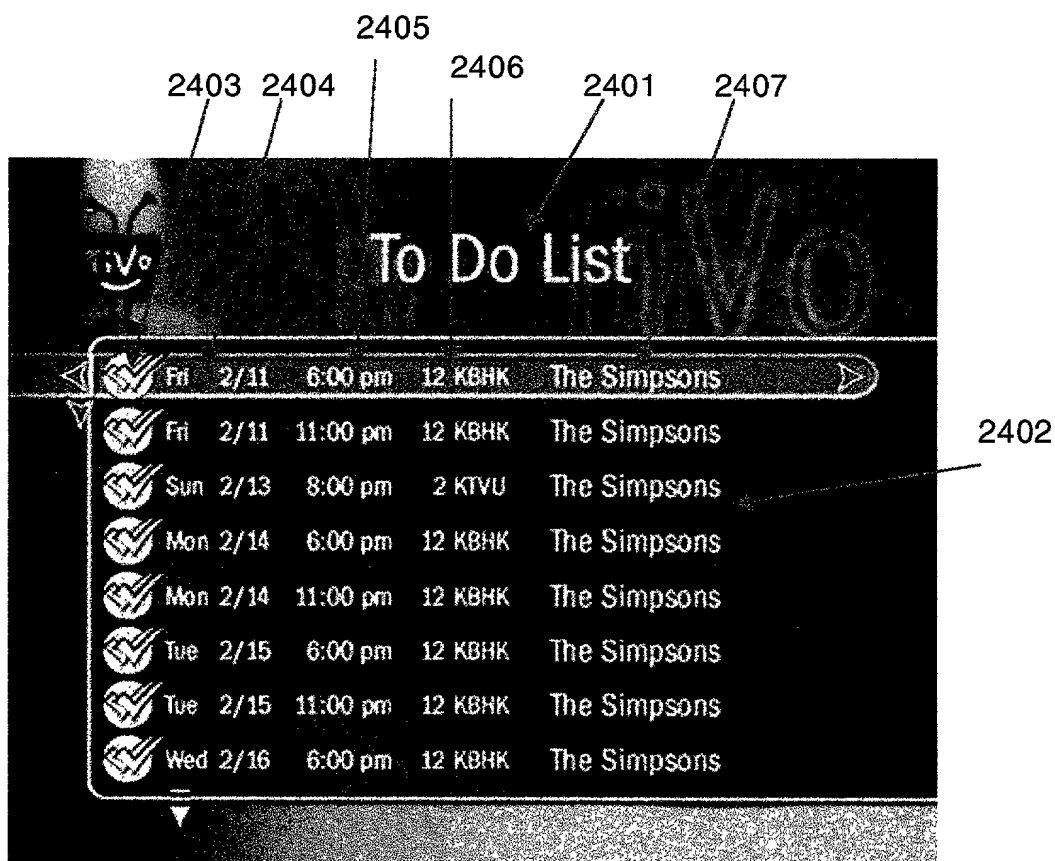 2405
2406
2403 2404 2401 2407
TiVo
iVo
To Do List
Fri 2/11 6:00 pm 12 KBHK The Simpsons
Fri 2/11 11:00 pm 12 KBHK The Simpsons
2402
Sun 2/13 8:00 pm 2 KTVU The Simpsons
Mon 2/14 6:00 pm 12 KBHK The Simpsons
Mon 2/14 11:00 pm 12 KBHK The Simpsons
Tue 2/15 6:00 pm 12 KBHK The Simpsons
Tue 2/15 11:00 pm 12 KBHK The Simpsons
Wed 2/16 6:00 pm 12 KBHK The Simpsons